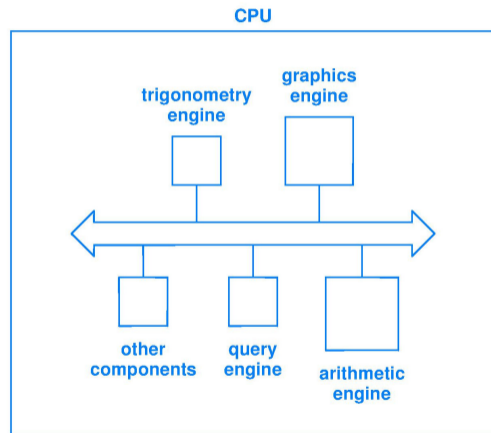 CPU
trigonometry
engine
graphics
engine
other
components
query
engine
arithmetic
engine